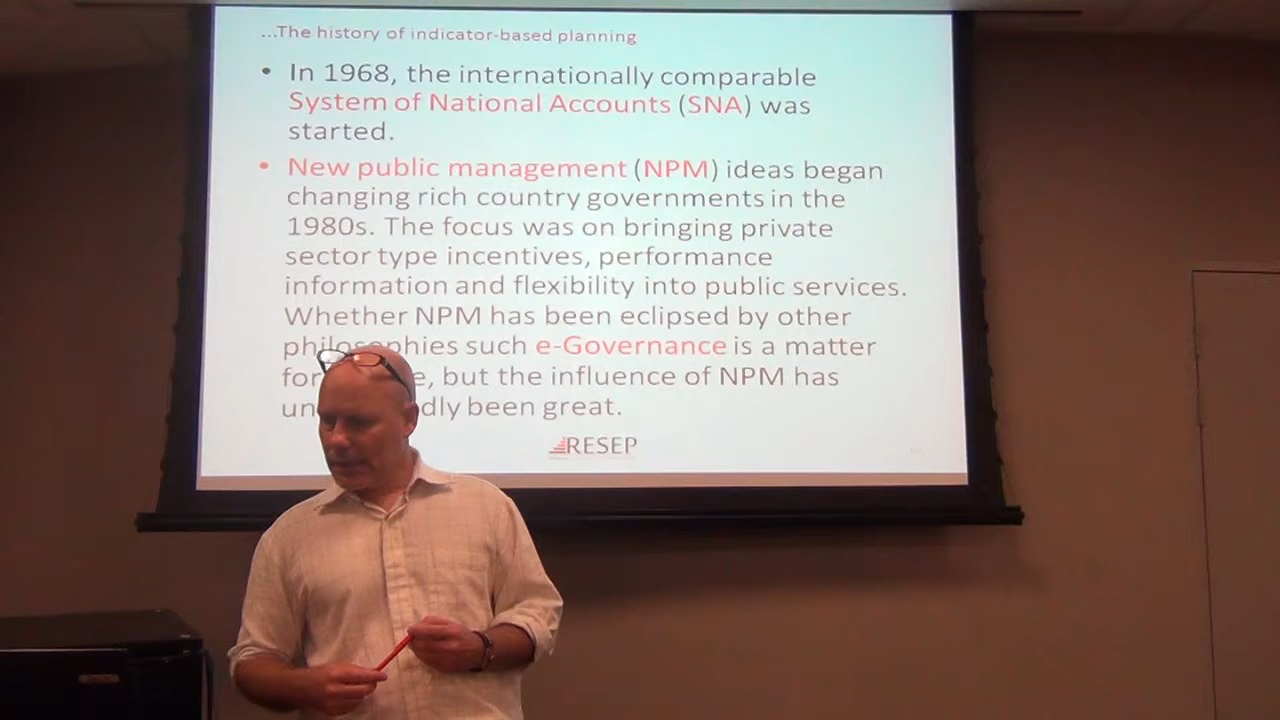 ...The history of indicator-based planning
• In 1968, the internationally comparable
System of National Accounts (SNA) was
started.
• New public management (NPM) ideas began
changing rich country governments in the
1980s. The focus was on bringing private
sector type incentives, performance
information and flexibility into public services.
Whether NPM has been eclipsed by other
philosophies such e-Governance is a matter
for e, but the influence of NPM has
un dly been great.
RESEP